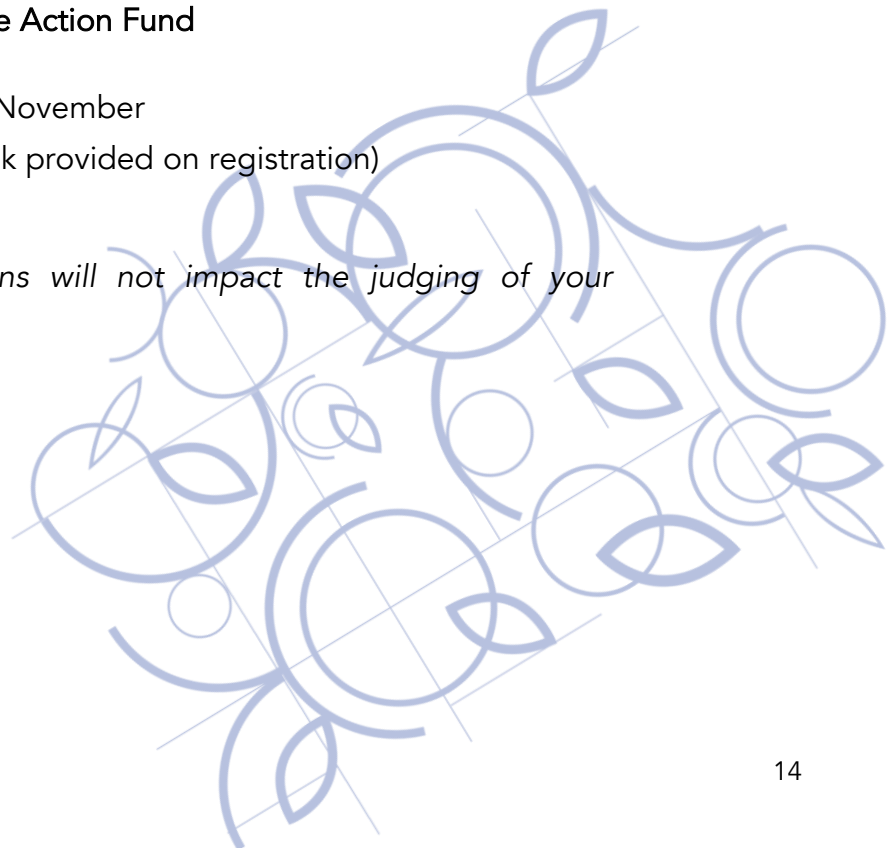 e Action Fund
November
k provided on registration)
ns will not impact the judging of your
14